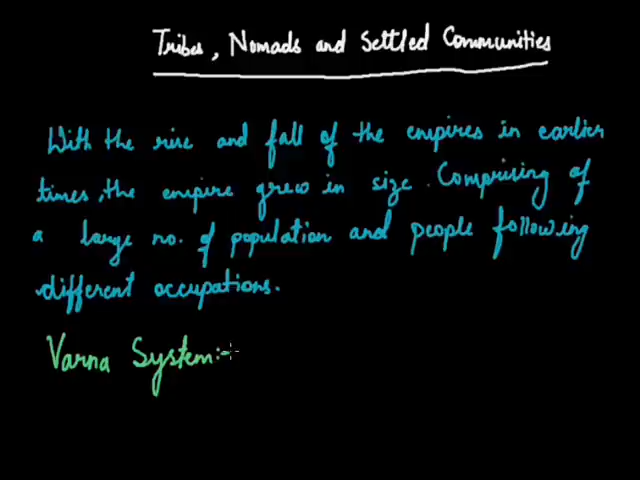 Tribes, Nomads and Settled Communities
With the rise and fall of the empires in earlier
times, the empire grew in size. Comprising of
a large no. of population and people following
different occupations.
Varna System:-